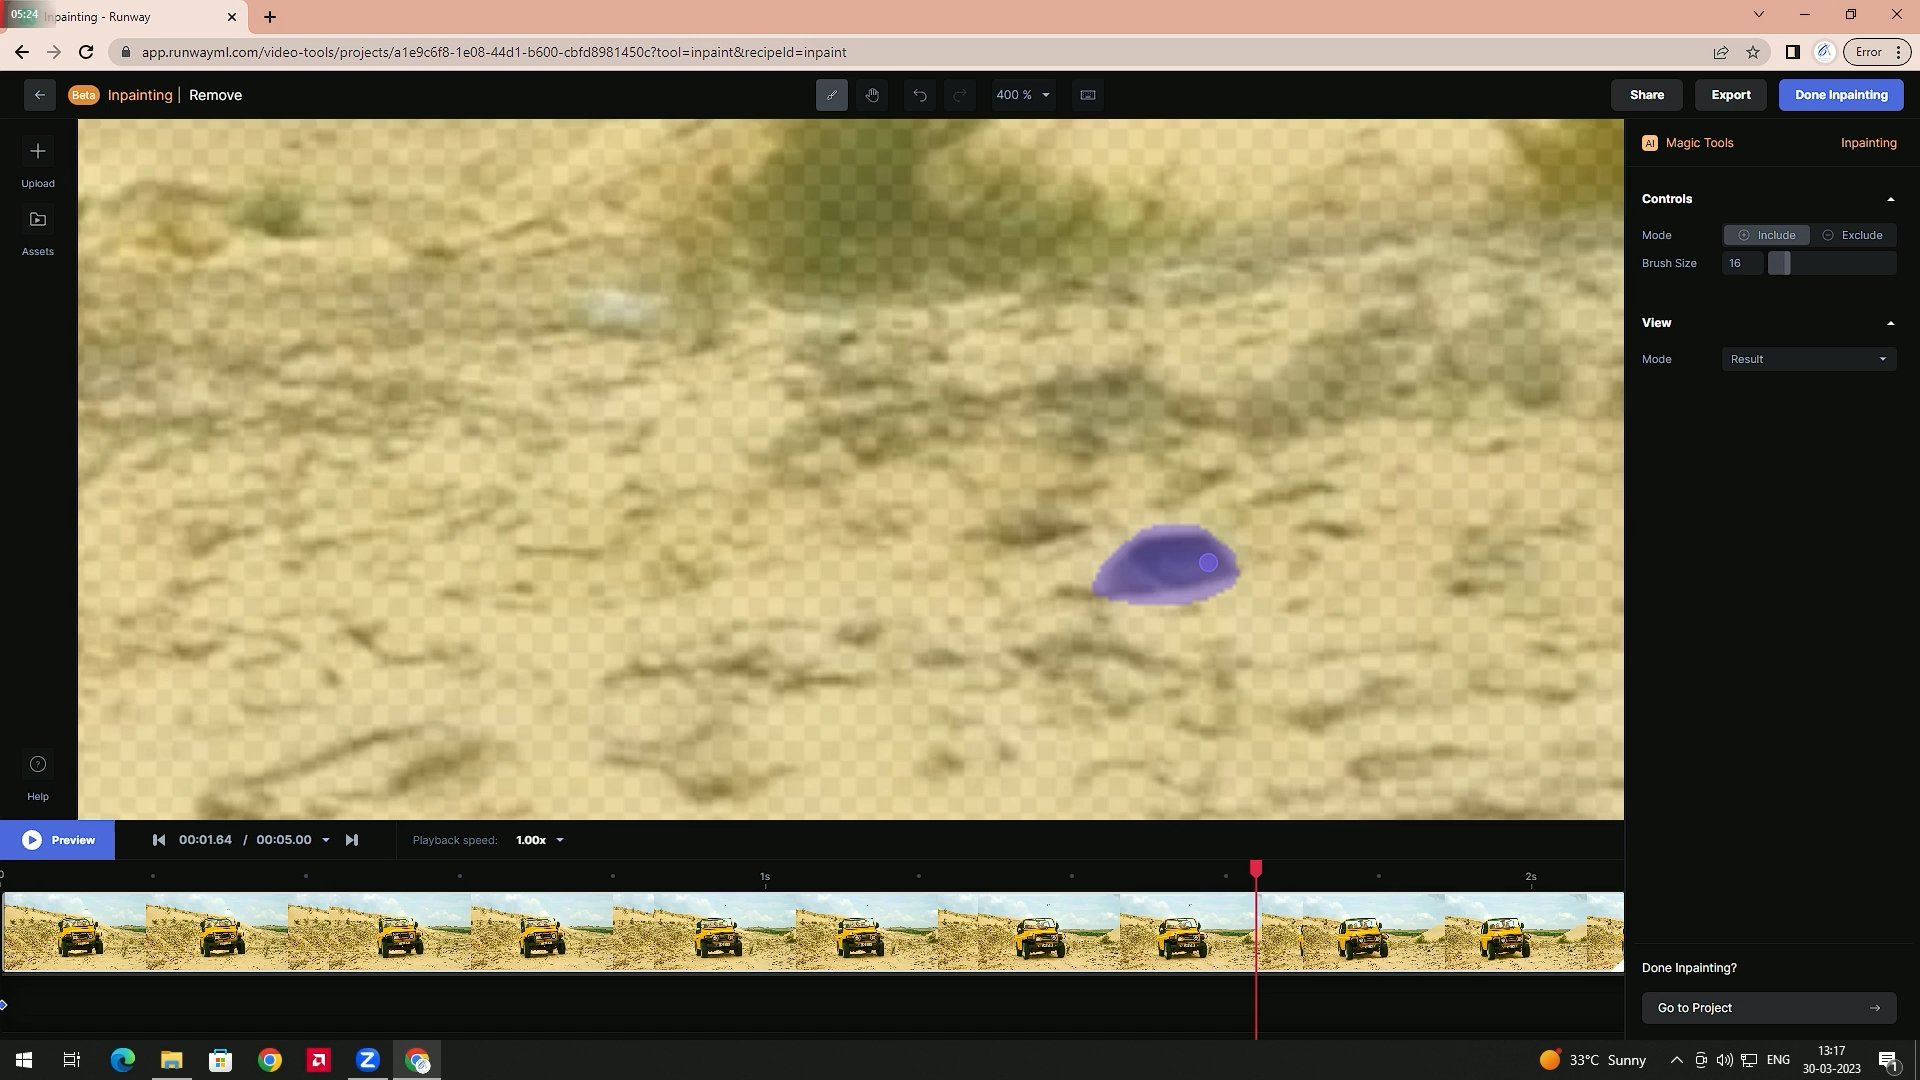 05:24
Inpainting - Runway
app.runwayml.com/video-tools/projects/a1e9c6f8-1e08-44d1-b600-cbfd8981450c?tool=inpaint&recipeId=inpaint
Error
Beta Inpainting | Remove
400 %
Share
Export
Done Inpainting
Upload
Assets
Help
AI Magic Tools
Inpainting
Controls
Mode
Include
Exclude
Brush Size
16
View
Mode
Result
Preview
00:01.64 / 00:05.00
Playback speed: 1.00x
1s
2s
Done Inpainting?
Go to Project
33°C Sunny
ENG
13:17
30-03-2023
1